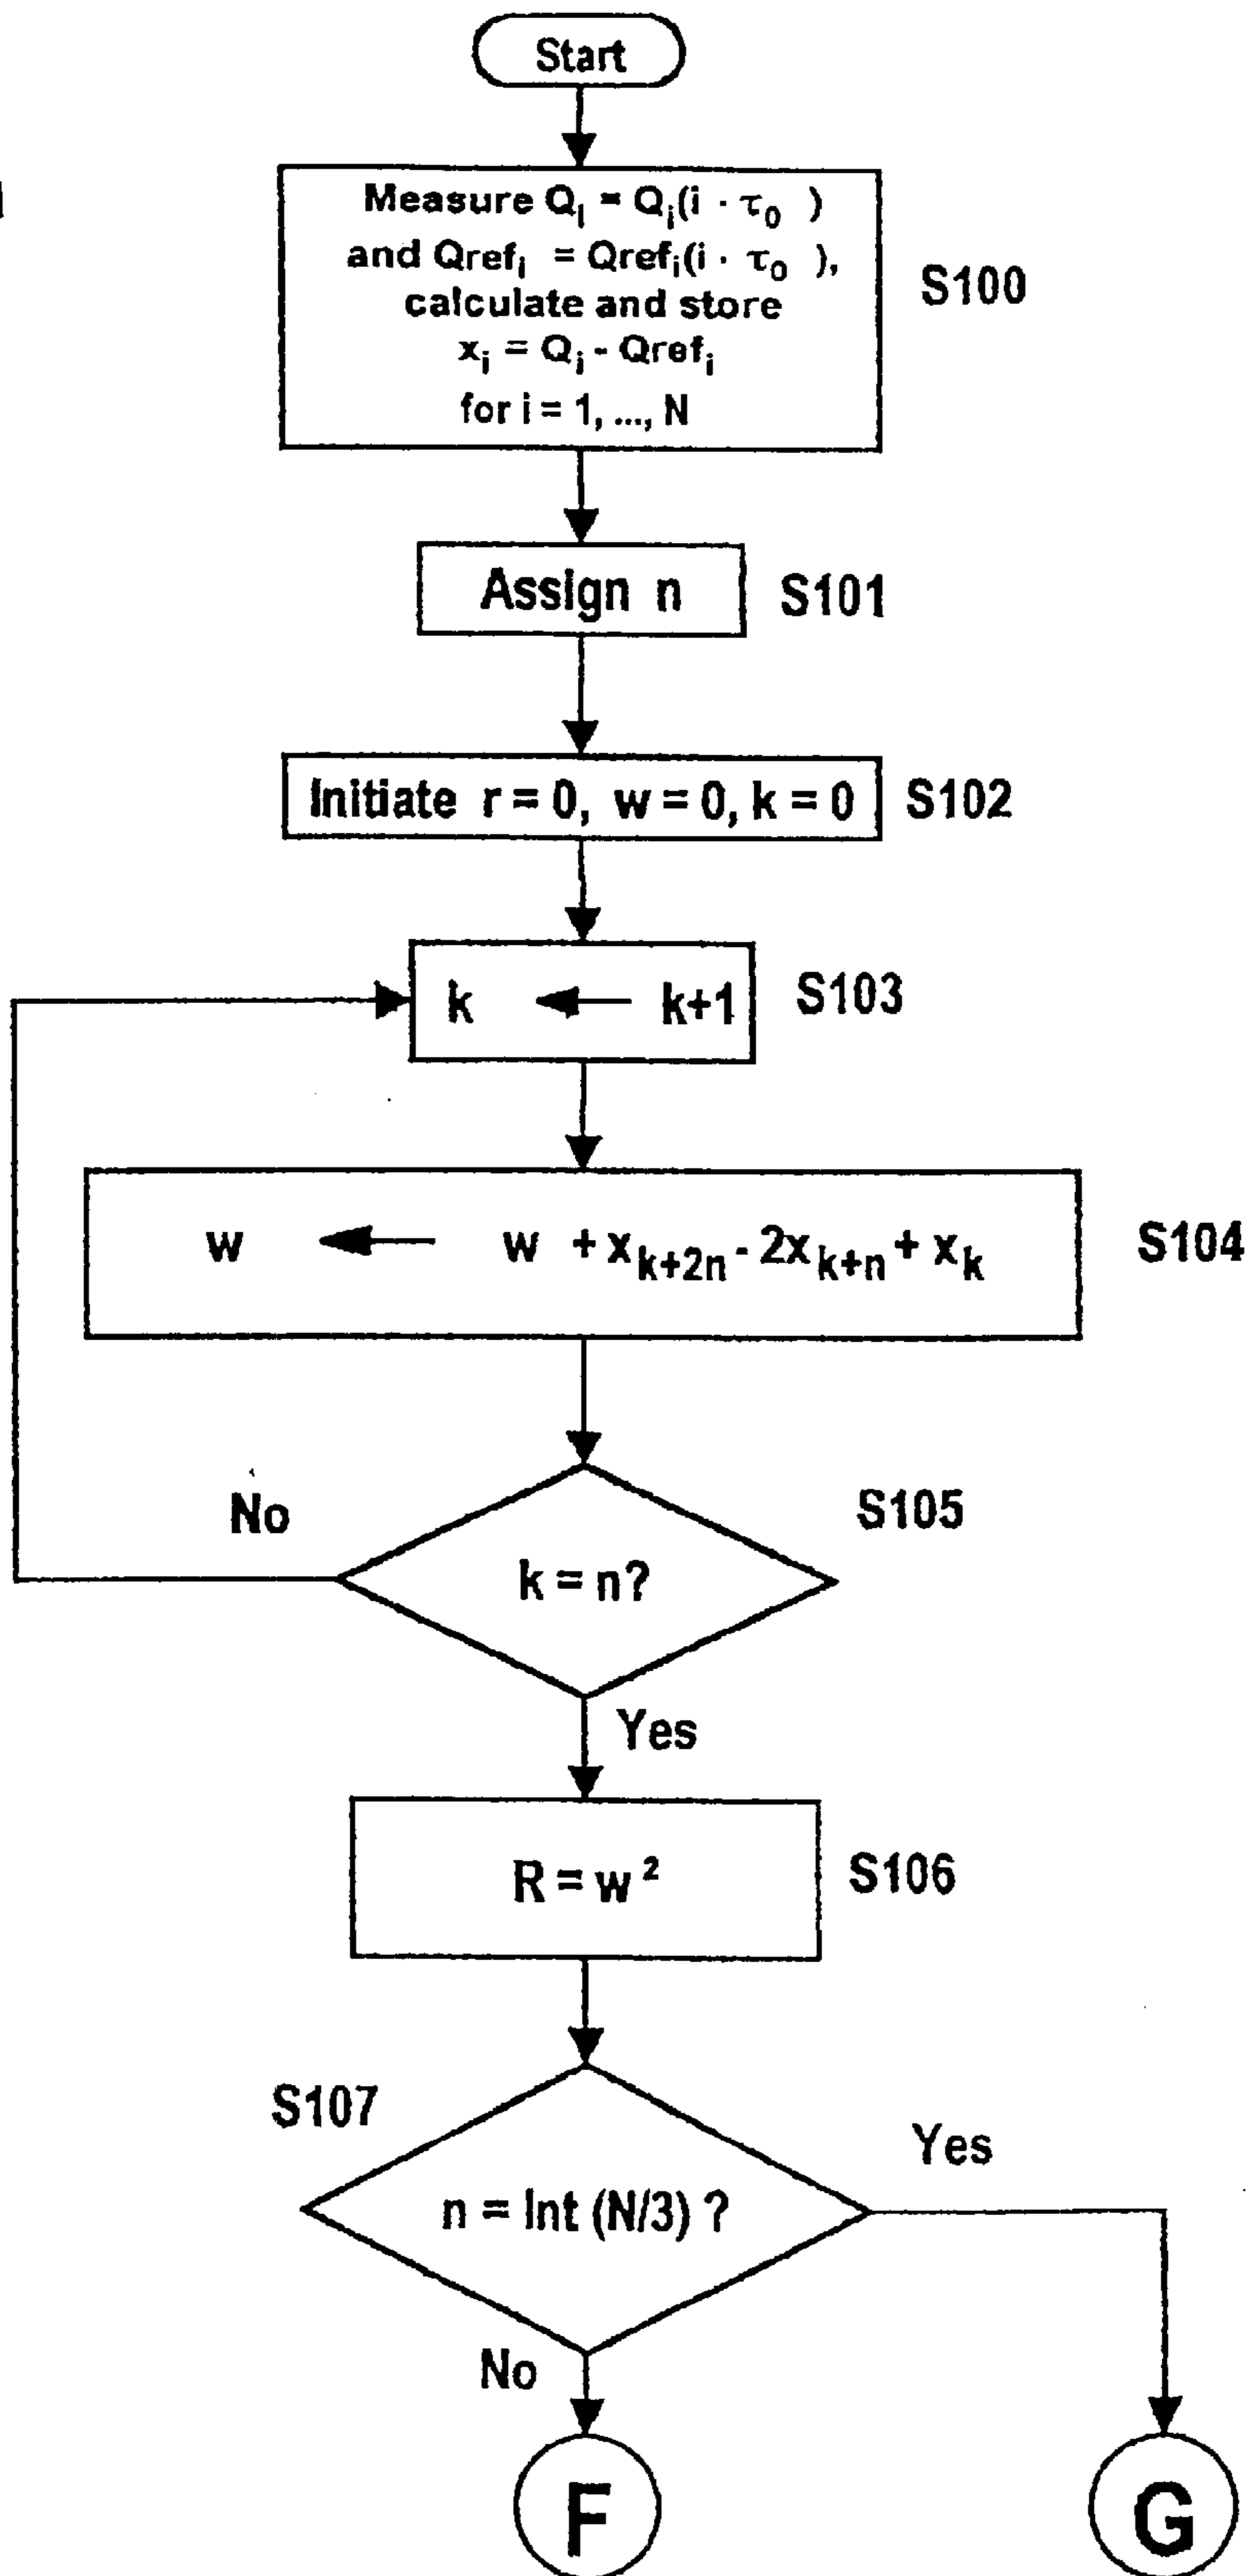 Start
Measure Q_i = Q_i(i · τ_0 )
and Qref_i = Qref_i(i · τ_0 ),
calculate and store
x_i = Q_i - Qref_i
for i = 1, ..., N
S100
Assign n
S101
Initiate r = 0, w = 0, k = 0
S102
k ← k+1
S103
w ← w + x_{k+2n} - 2x_{k+n} + x_k
S104
No
k = n?
S105
Yes
R = w²
S106
S107
n = Int (N/3) ?
Yes
No
F
G